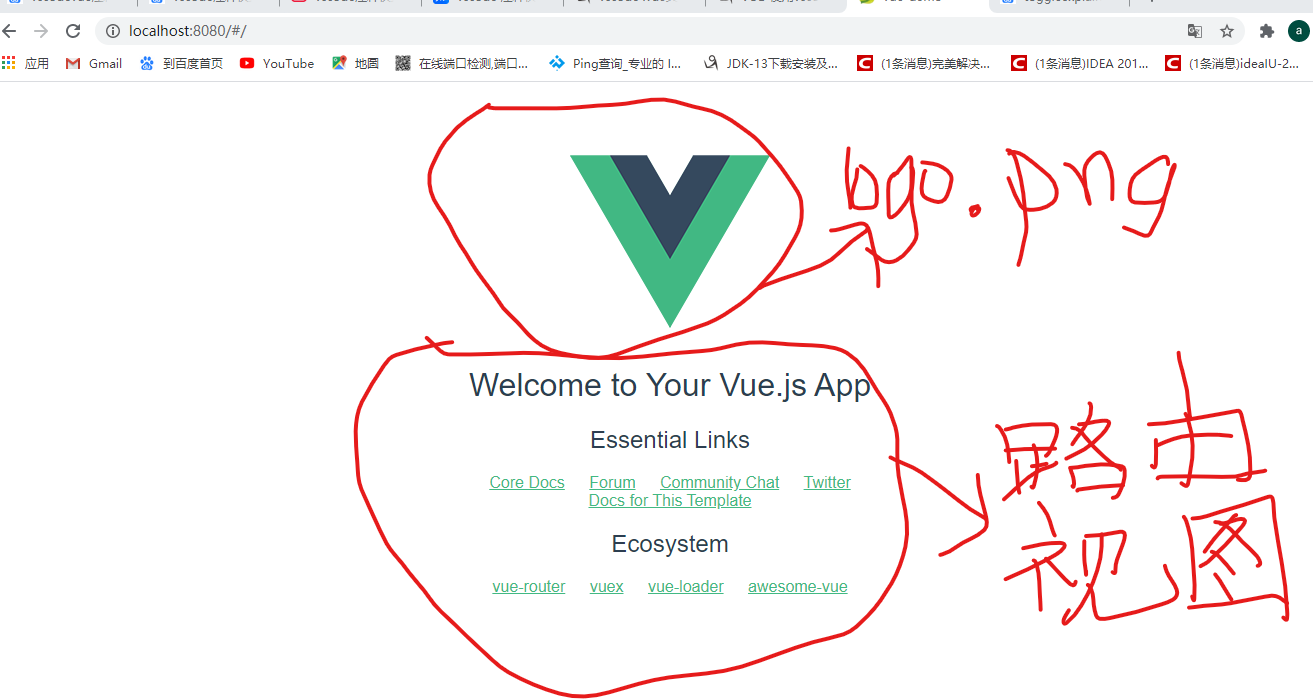 localhost:8080/#/
a
应用 Gmail 到百度首页 YouTube 地图 在线端口检测,端口... Ping查询_专业的 I... JDK-13下载安装及... (1条消息)完美解决... (1条消息)IDEA 201... (1条消息)idealU-2...
bgo.png
Welcome to Your Vue.js App
Essential Links
Core Docs Forum Community Chat Twitter
Docs for This Template
Ecosystem
vue-router vuex vue-loader awesome-vue
路由
视图